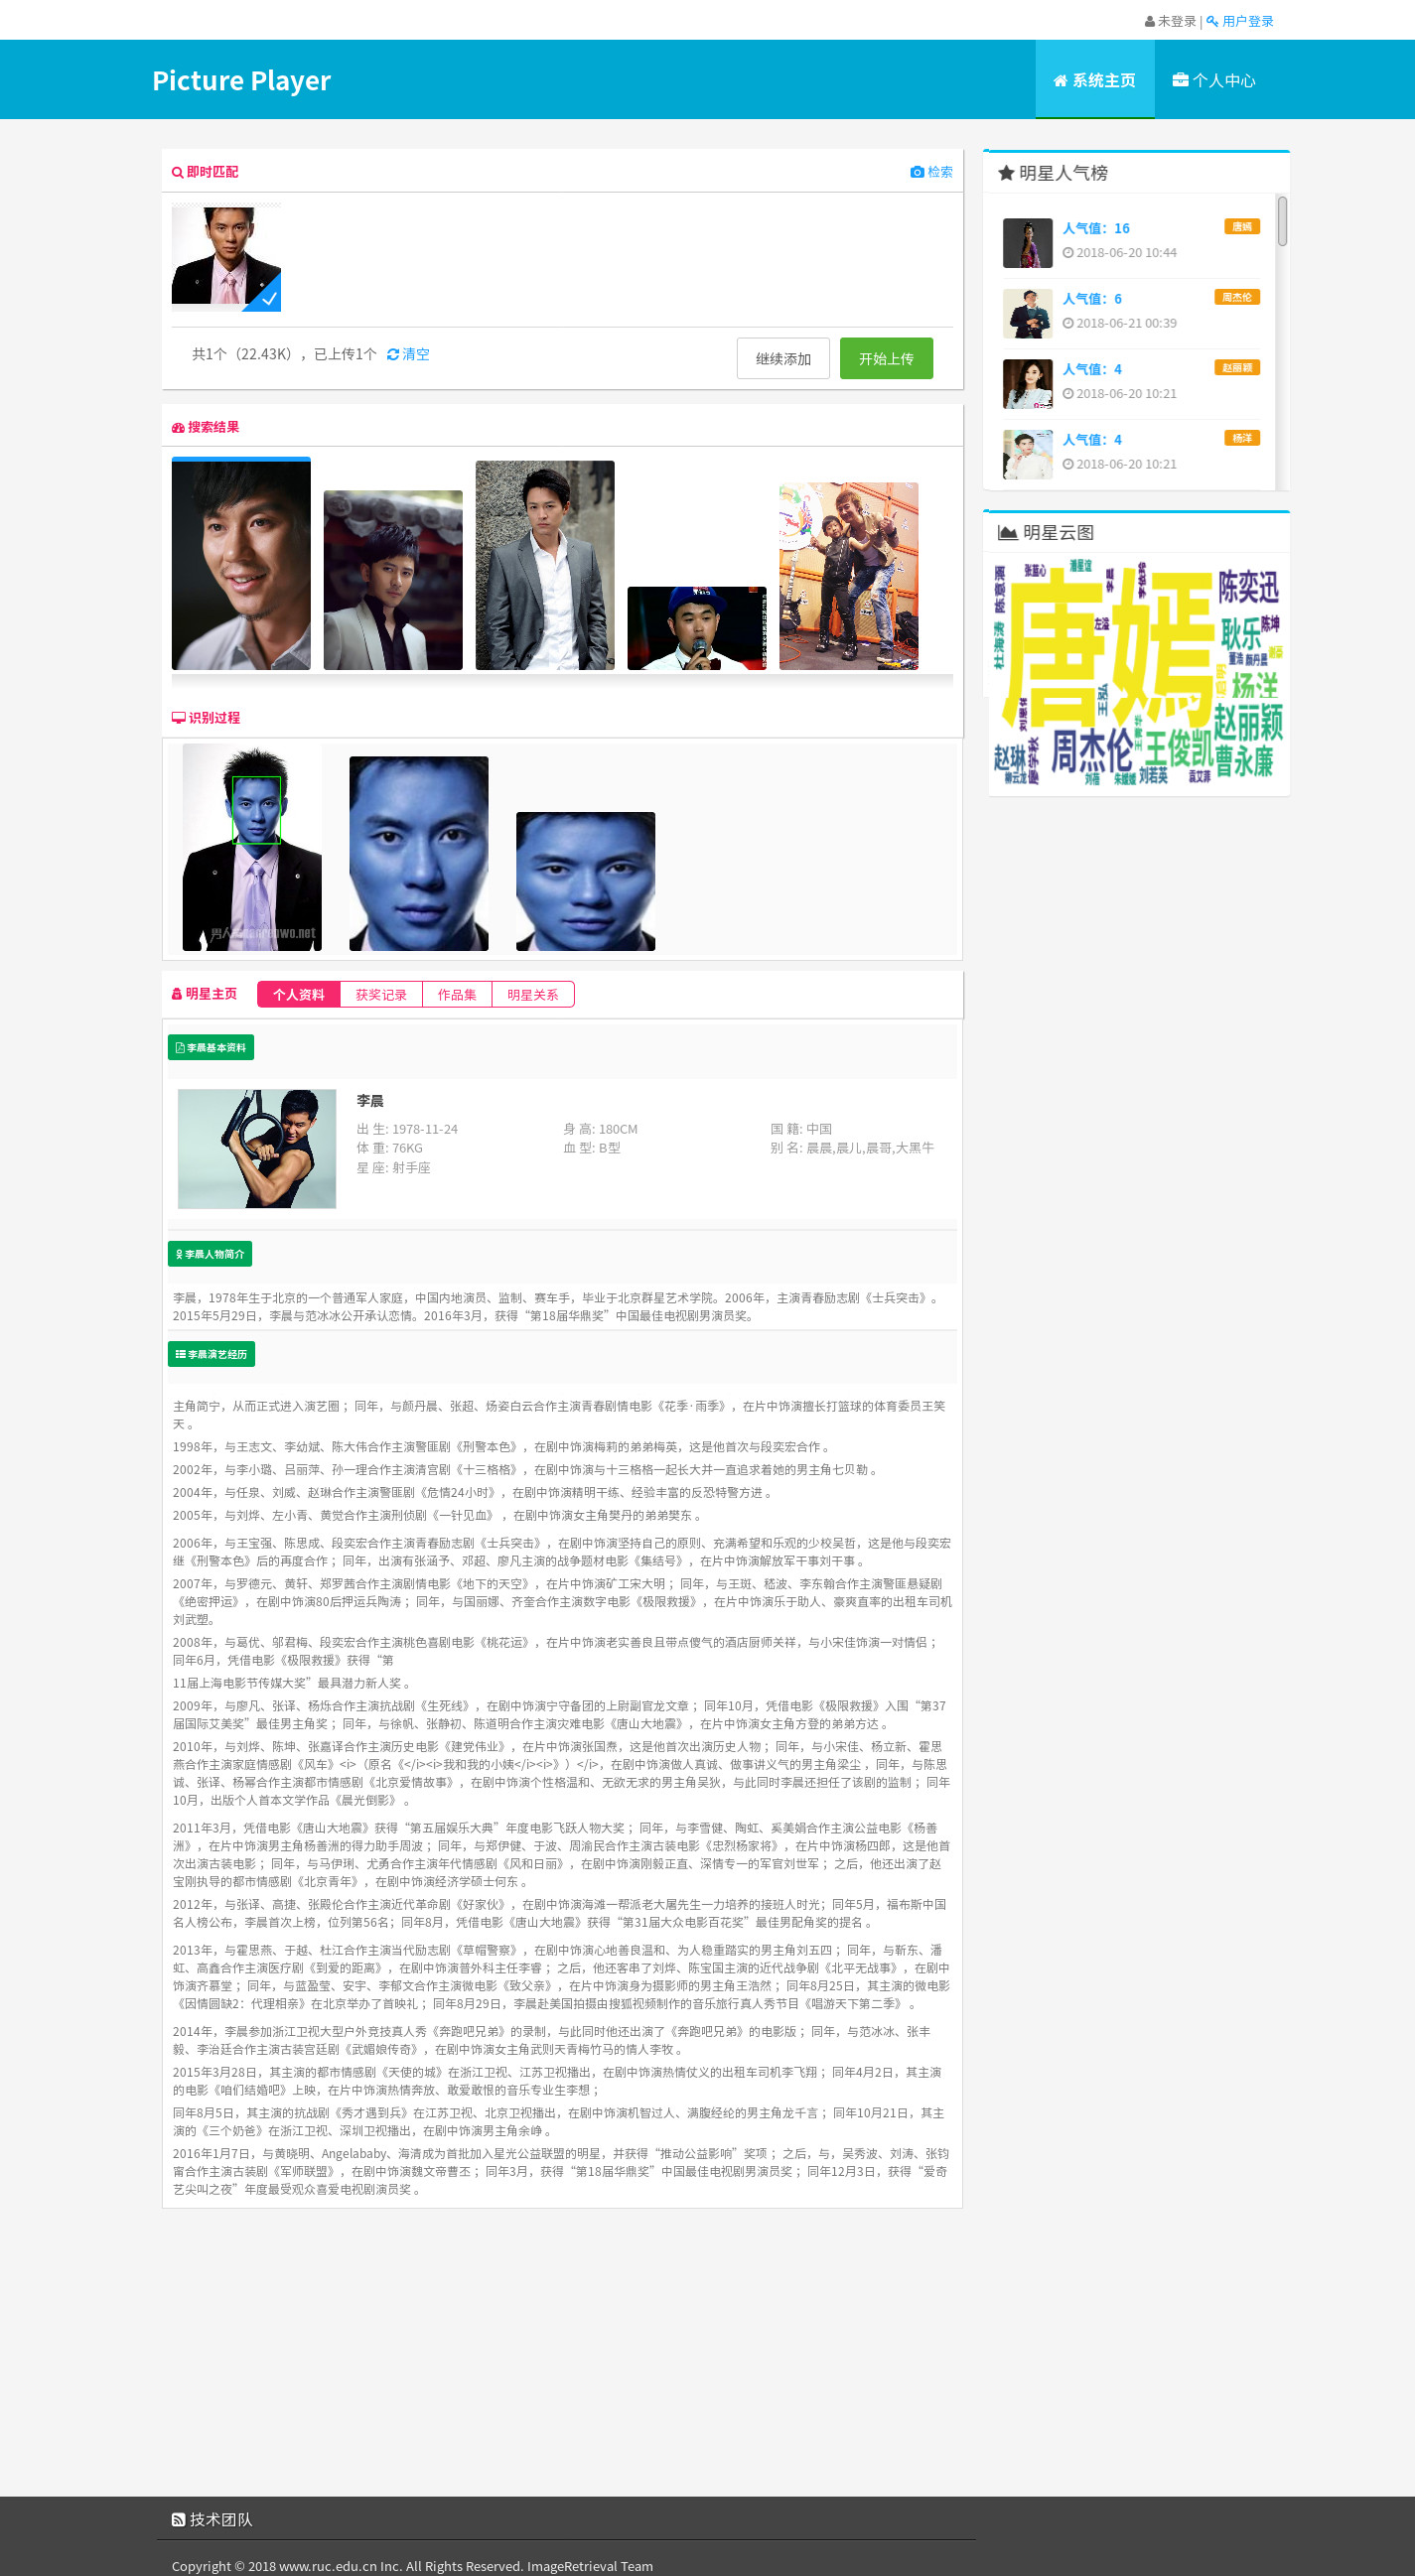 未登录 | 用户登录
Picture Player
系统主页
个人中心
即时匹配
检索
共1个（22.43K），已上传1个 清空
继续添加
开始上传
搜索结果
识别过程
明星主页
个人资料
获奖记录
作品集
明星关系
李晨基本资料
李晨
出 生: 1978-11-24
身 高: 180CM
国 籍: 中国
体 重: 76KG
血 型: B型
别 名: 晨晨,晨儿,晨哥,大黑牛
星 座: 射手座
李晨人物简介
李晨，1978年生于北京的一个普通军人家庭，中国内地演员、监制、赛车手，毕业于北京群星艺术学院。2006年，主演青春励志剧《士兵突击》。
2015年5月29日，李晨与范冰冰公开承认恋情。2016年3月，获得“第18届华鼎奖”中国最佳电视剧男演员奖。
李晨演艺经历
主角简宁，从而正式进入演艺圈；同年，与颜丹晨、张超、炀姿白云合作主演青春剧情电影《花季·雨季》，在片中饰演擅长打篮球的体育委员王笑
天 。
1998年，与王志文、李幼斌、陈大伟合作主演警匪剧《刑警本色》，在剧中饰演梅莉的弟弟梅英，这是他首次与段奕宏合作 。
2002年，与李小璐、吕丽萍、孙一理合作主演清宫剧《十三格格》，在剧中饰演与十三格格一起长大并一直追求着她的男主角七贝勒 。
2004年，与任泉、刘威、赵琳合作主演警匪剧《危情24小时》，在剧中饰演精明干练、经验丰富的反恐特警方进 。
2005年，与刘烨、左小青、黄觉合作主演刑侦剧《一针见血》 ，在剧中饰演女主角樊丹的弟弟樊东 。
2006年，与王宝强、陈思成、段奕宏合作主演青春励志剧《士兵突击》，在剧中饰演坚持自己的原则、充满希望和乐观的少校吴哲，这是他与段奕宏
继《刑警本色》后的再度合作；同年，出演有张涵予、邓超、廖凡主演的战争题材电影《集结号》，在片中饰演解放军干事刘干事 。
2007年，与罗德元、黄轩、郑罗茜合作主演剧情电影《地下的天空》，在片中饰演矿工宋大明；同年，与王斑、嵇波、李东翰合作主演警匪悬疑剧
《绝密押运》，在剧中饰演80后押运兵陶涛；同年，与国丽娜、齐奎合作主演数字电影《极限救援》，在片中饰演乐于助人、豪爽直率的出租车司机
刘武塑。
2008年，与葛优、邬君梅、段奕宏合作主演桃色喜剧电影《桃花运》，在片中饰演老实善良且带点傻气的酒店厨师关祥，与小宋佳饰演一对情侣；
同年6月，凭借电影《极限救援》获得“第
11届上海电影节传媒大奖”最具潜力新人奖 。
2009年，与廖凡、张译、杨烁合作主演抗战剧《生死线》，在剧中饰演宁守备团的上尉副官龙文章；同年10月，凭借电影《极限救援》入围“第37
届国际艾美奖”最佳男主角奖；同年，与徐帆、张静初、陈道明合作主演灾难电影《唐山大地震》，在片中饰演女主角方登的弟弟方达 。
2010年，与刘烨、陈坤、张嘉译合作主演历史电影《建党伟业》，在片中饰演张国焘，这是他首次出演历史人物；同年，与小宋佳、杨立新、霍思
燕合作主演家庭情感剧《风车》<i>（原名《</i><i>我和我的小姨</i><i>》）</i>，在剧中饰演做人真诚、做事讲义气的男主角梁尘 ，同年，与陈思
诚、张译、杨幂合作主演都市情感剧《北京爱情故事》，在剧中饰演个性格温和、无欲无求的男主角吴狄，与此同时李晨还担任了该剧的监制；同年
10月，出版个人首本文学作品《晨光倒影》 。
2011年3月，凭借电影《唐山大地震》获得“第五届娱乐大典”年度电影飞跃人物大奖；同年，与李雪健、陶虹、奚美娟合作主演公益电影《杨善
洲》，在片中饰演男主角杨善洲的得力助手周波；同年，与郑伊健、于波、周渝民合作主演古装电影《忠烈杨家将》，在片中饰演杨四郎，这是他首
次出演古装电影；同年，与马伊琍、尤勇合作主演年代情感剧《风和日丽》，在剧中饰演刚毅正直、深情专一的军官刘世军；之后，他还出演了赵
宝刚执导的都市情感剧《北京青年》，在剧中饰演经济学硕士何东 。
2012年，与张译、高捷、张殿伦合作主演近代革命剧《好家伙》，在剧中饰演海滩一帮派老大屠先生一力培养的接班人时光；同年5月，福布斯中国
名人榜公布，李晨首次上榜，位列第56名；同年8月，凭借电影《唐山大地震》获得“第31届大众电影百花奖”最佳男配角奖的提名 。
2013年，与霍思燕、于越、杜江合作主演当代励志剧《草帽警察》，在剧中饰演心地善良温和、为人稳重踏实的男主角刘五四；同年，与靳东、潘
虹、高鑫合作主演医疗剧《到爱的距离》，在剧中饰演普外科主任李睿；之后，他还客串了刘烨、陈宝国主演的近代战争剧《北平无战事》，在剧中
饰演齐慕堂；同年，与蓝盈莹、安宇、李郁文合作主演微电影《致父亲》，在片中饰演身为摄影师的男主角王浩然；同年8月25日，其主演的微电影
《因情圆缺2：代理相亲》在北京举办了首映礼；同年8月29日，李晨赴美国拍摄由搜狐视频制作的音乐旅行真人秀节目《唱游天下第二季》 。
2014年，李晨参加浙江卫视大型户外竞技真人秀《奔跑吧兄弟》的录制，与此同时他还出演了《奔跑吧兄弟》的电影版；同年，与范冰冰、张丰
毅、李治廷合作主演古装宫廷剧《武媚娘传奇》，在剧中饰演女主角武则天青梅竹马的情人李牧 。
2015年3月28日，其主演的都市情感剧《天使的城》在浙江卫视、江苏卫视播出，在剧中饰演热情仗义的出租车司机李飞翔；同年4月2日，其主演
的电影《咱们结婚吧》上映，在片中饰演热情奔放、敢爱敢恨的音乐专业生李想；
同年8月5日，其主演的抗战剧《秀才遇到兵》在江苏卫视、北京卫视播出，在剧中饰演机智过人、满腹经纶的男主角龙千言；同年10月21日，其主
演的《三个奶爸》在浙江卫视、深圳卫视播出，在剧中饰演男主角余峥 。
2016年1月7日，与黄晓明、Angelababy、海清成为首批加入星光公益联盟的明星，并获得“推动公益影响”奖项；之后，与，吴秀波、刘涛、张钧
甯合作主演古装剧《军师联盟》，在剧中饰演魏文帝曹丕；同年3月，获得“第18届华鼎奖”中国最佳电视剧男演员奖；同年12月3日，获得“爱奇
艺尖叫之夜”年度最受观众喜爱电视剧演员奖 。
明星人气榜
人气值：16
唐嫣
2018-06-20 10:44
人气值：6
周杰伦
2018-06-21 00:39
人气值：4
赵丽颖
2018-06-20 10:21
人气值：4
杨洋
2018-06-20 10:21
明星云图
张蓝心
潘星谊
唐嫣
陈奕迅
左溢
耿乐
陈坤
董浩
颜丹晨
杜海涛
杨洋
王泓
赵丽颖
赵琳
周杰伦
王俊凯
曹永廉
柳云龙
廖学秋
刘蓓
朱媛媛
刘若英
袁艾菲
技术团队
Copyright © 2018 www.ruc.edu.cn Inc. All Rights Reserved. ImageRetrieval Team